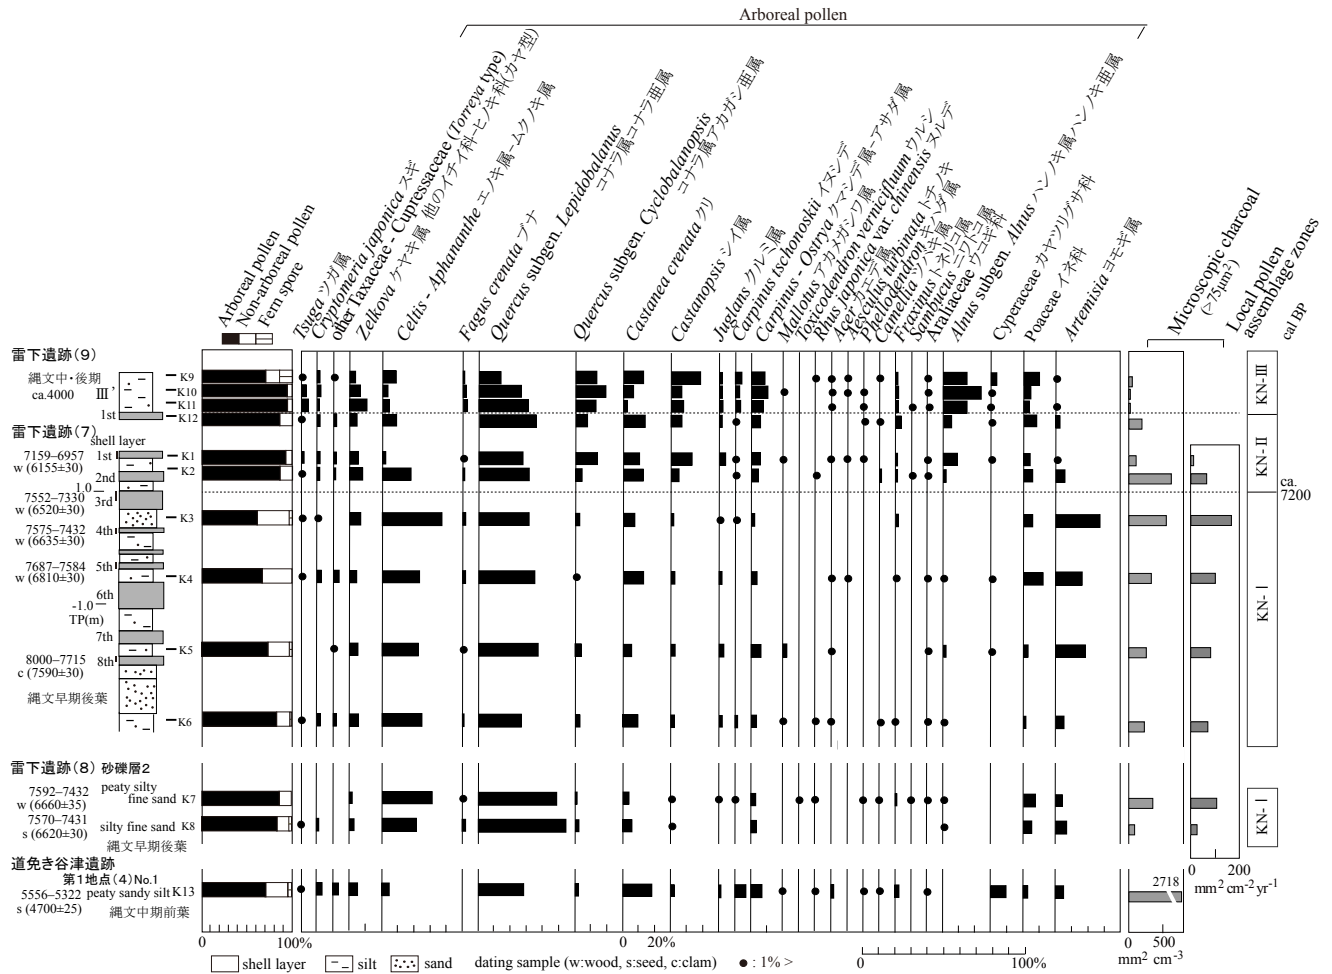 Arboreal pollen
Arboreal pollen
Non-arboreal pollen
Fern spore
Tsuga ツガ属
Cryptomeria japonica スギ
other Taxaceae - Cupressaceae (Torreya type)
他のイチイ科-ヒノキ科(カヤ型)
Zelkova ケヤキ属
Celtis - Aphananthe エノキ属-ムクノキ属
Fagus crenata ブナ
Quercus subgen. Lepidobalanus
コナラ属コナラ亜属
Quercus subgen. Cyclobalanopsis
コナラ属アカガシ亜属
Castanea crenata クリ
Castanopsis シイ属
Juglans クルミ属
Carpinus tschonoskii イヌシデ
Carpinus - Ostrya クマシデ属-アサダ属
Mallotus アカメガシワ属
Toxicodendron vernicifluum ウルシ
Rhus japonica var. chinensis ヌルデ
Acer カエデ属
Aesculus turbinata トチノキ
Phellodendron キハダ属
Camellia ツバキ属
Fraxinus トネリコ属
Sambucus ニワトコ属
Araliaceae ウコギ科
Alnus subgen. Alnus ハンノキ属ハンノキ亜属
Cyperaceae カヤツリグサ科
Poaceae イネ科
Artemisia ヨモギ属
Microscopic charcoal
(>75μm²)
Local pollen
assemblage zones
cal BP
雷下遺跡(9)
縄文中・後期
ca.4000
Ⅲ'
1st
K9
K10
K11
K12
KN-Ⅲ
雷下遺跡(7)
shell layer
7159–6957
w (6155±30)
1st
K1
2nd
K2
KN-Ⅱ
1.0
7552–7330
w (6520±30)
3rd
ca.
7200
K3
7575–7432
w (6635±30)
4th
7687–7584
w (6810±30)
5th
K4
6th
-1.0
TP(m)
KN-Ⅰ
7th
K5
8000–7715
c (7590±30)
8th
縄文早期後葉
K6
雷下遺跡(8) 砂礫層2
7592–7432
w (6660±35)
peaty silty
fine sand K7
7570–7431
s (6620±30)
silty fine sand K8
縄文早期後葉
KN-Ⅰ
道免き谷津遺跡
第1地点(4)No.1
5556–5322
s (4700±25)
peaty sandy silt K13
縄文中期前葉
2718
0 200
mm² cm⁻² yr⁻¹
0 100%
0 20%
0 100%
0 500
mm² cm⁻³
shell layer silt sand dating sample (w:wood, s:seed, c:clam) ● : 1% >